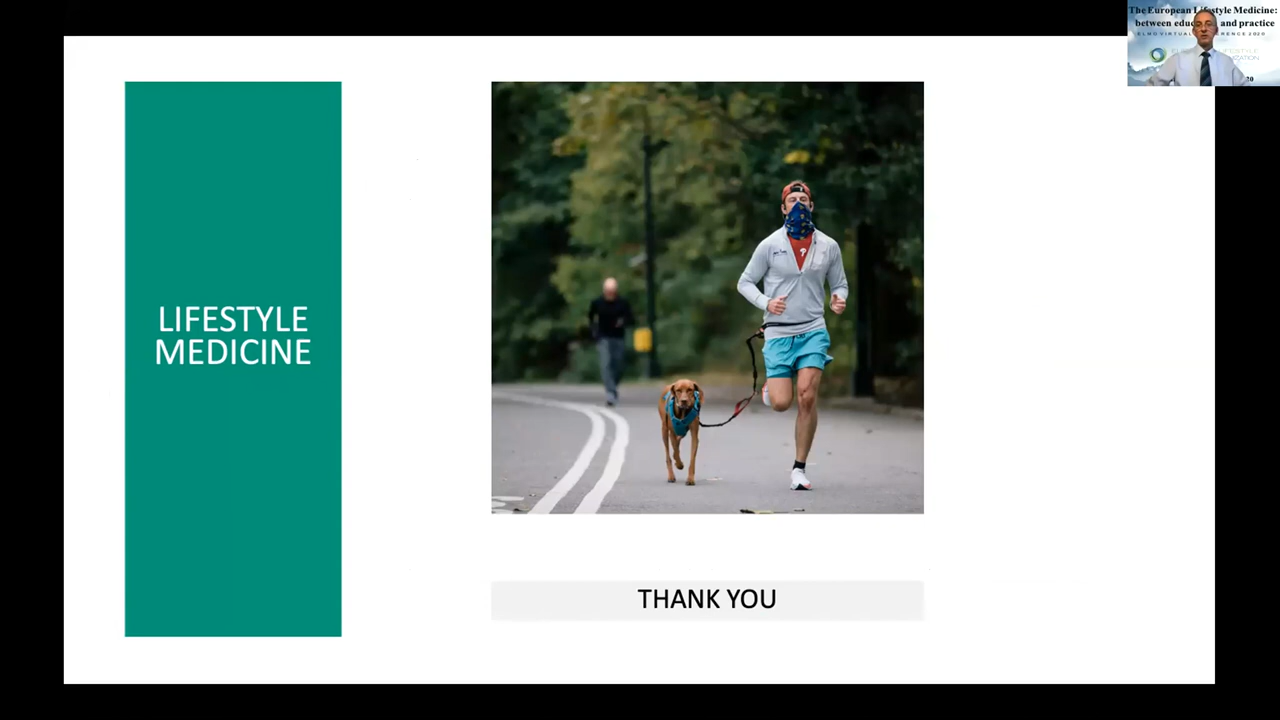 The European Lifestyle Medicine:
between education and practice
ELMO VIRTUAL CONFERENCE 2020
LIFESTYLE
MEDICINE
THANK YOU